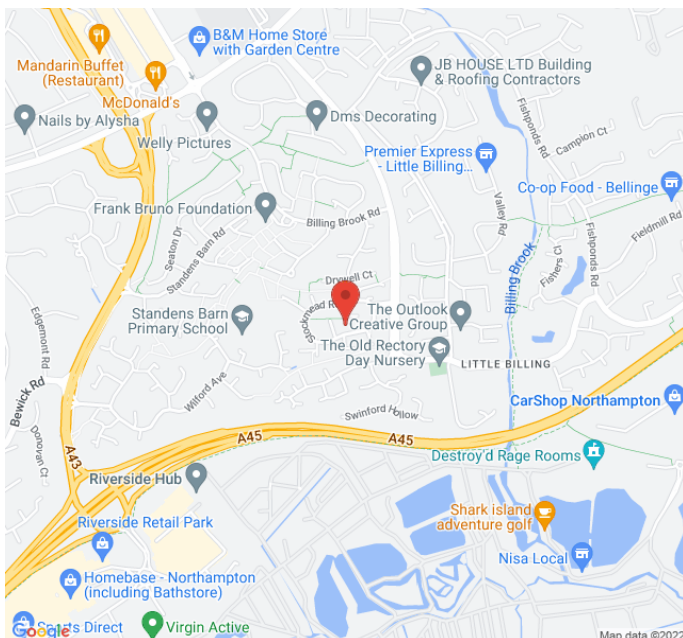 B&M Home Store
with Garden Centre
Mandarin Buffet
(Restaurant)
McDonald's
JB HOUSE LTD Building
& Roofing Contractors
Nails by Alysha
Welly Pictures
Dms Decorating
Fishponds Rd
Campion Ct
Premier Express
- Little Billing...
Co-op Food - Bellinge
Frank Bruno Foundation
Billing Brook Rd
Valley Rd
Seaton Dr
Standens Barn Rd
Fieldmill Rd
Fishponds Rd
Fishers Cl
Billing Brook
Drywell Ct
Stockmead R
Standens Barn
Primary School
The Outlook
Creative Group
The Old Rectory
Day Nursery
LITTLE BILLING
Edgemont Rd
Bewick Rd
Wilford Ave
Swinford Hollow
CarShop Northampton
A43
Donovan Ct
A45
A45
Destroy'd Rage Rooms
Riverside Hub
Shark island
adventure golf
Riverside Retail Park
Nisa Local
Homebase - Northampton
(including Bathstore)
Sports Direct
Google
Virgin Active
Map data ©202